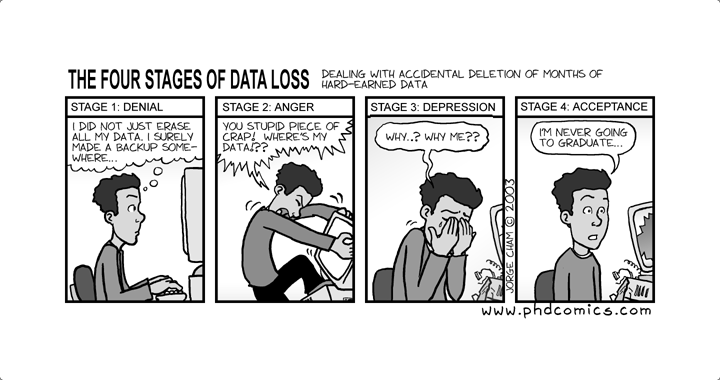 THE FOUR STAGES OF DATA LOSS
DEALING WITH ACCIDENTAL DELETION OF MONTHS OF
HARD-EARNED DATA
STAGE 1: DENIAL
I DID NOT JUST ERASE
ALL MY DATA. I SURELY
MADE A BACKUP SOME-
WHERE...
STAGE 2: ANGER
YOU STUPID PIECE OF
CRAP! WHERE'S MY
DATA!??
STAGE 3: DEPRESSION
WHY..? WHY ME??
STAGE 4: ACCEPTANCE
I'M NEVER GOING
TO GRADUATE...
JORGE CHAM © 2003
www.phdcomics.com